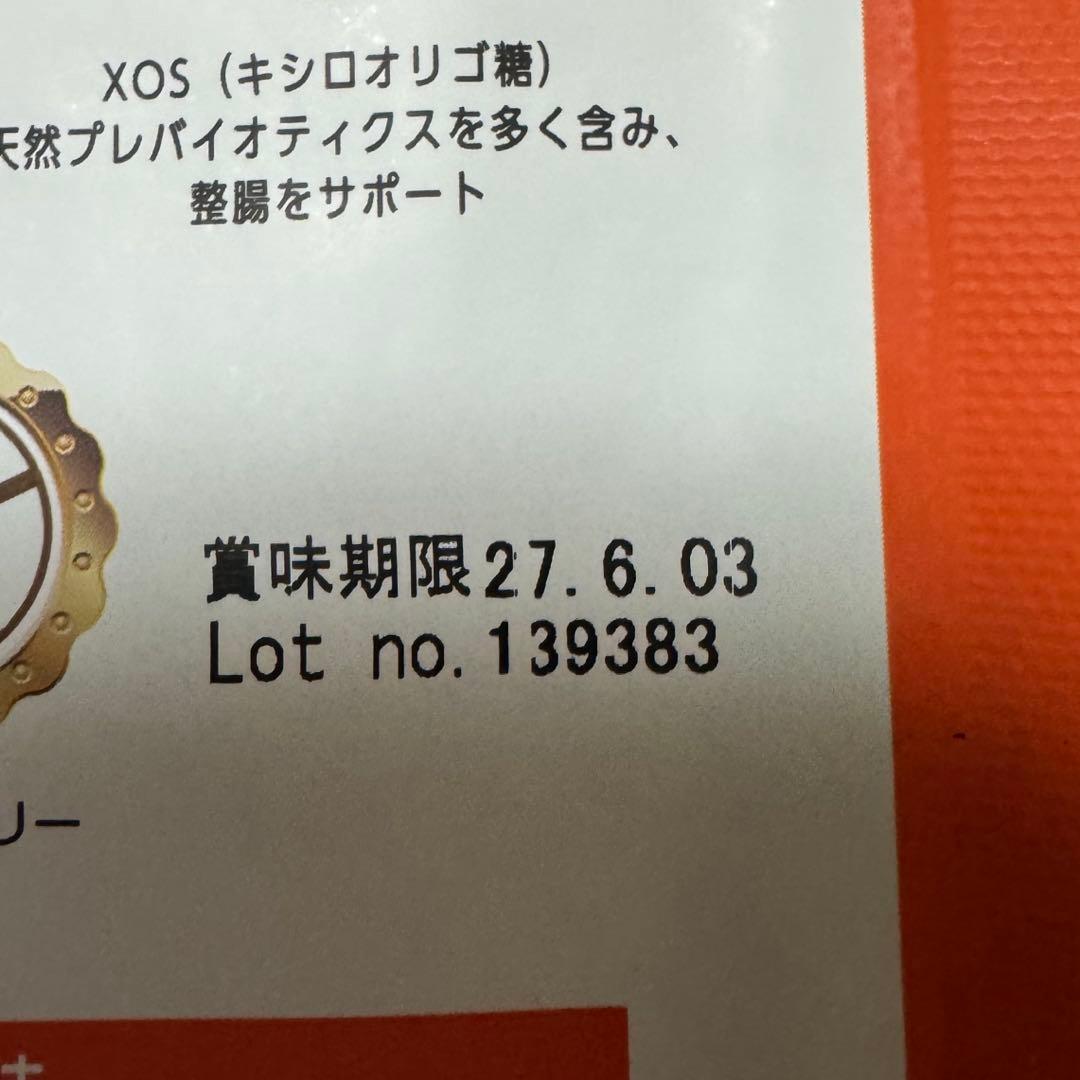 XOS (キシロオリゴ糖)
天然プレバイオティクスを多く含み、
整腸をサポート
賞味期限27.6.03
Lot no.139383
リー